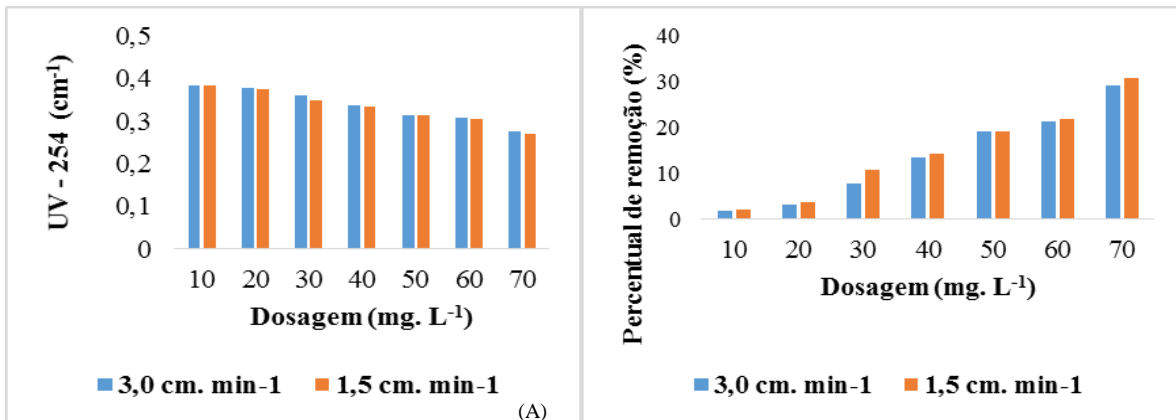 UV - 254 (cm-1)
0,5
0,4
0,3
0,2
0,1
0
10 20 30 40 50 60 70
Dosagem (mg. L-1)
3,0 cm. min-1 1,5 cm. min-1
(A)
Percentual de remoção (%)
40
30
20
10
0
10 20 30 40 50 60 70
Dosagem (mg. L-1)
3,0 cm. min-1 1,5 cm. min-1